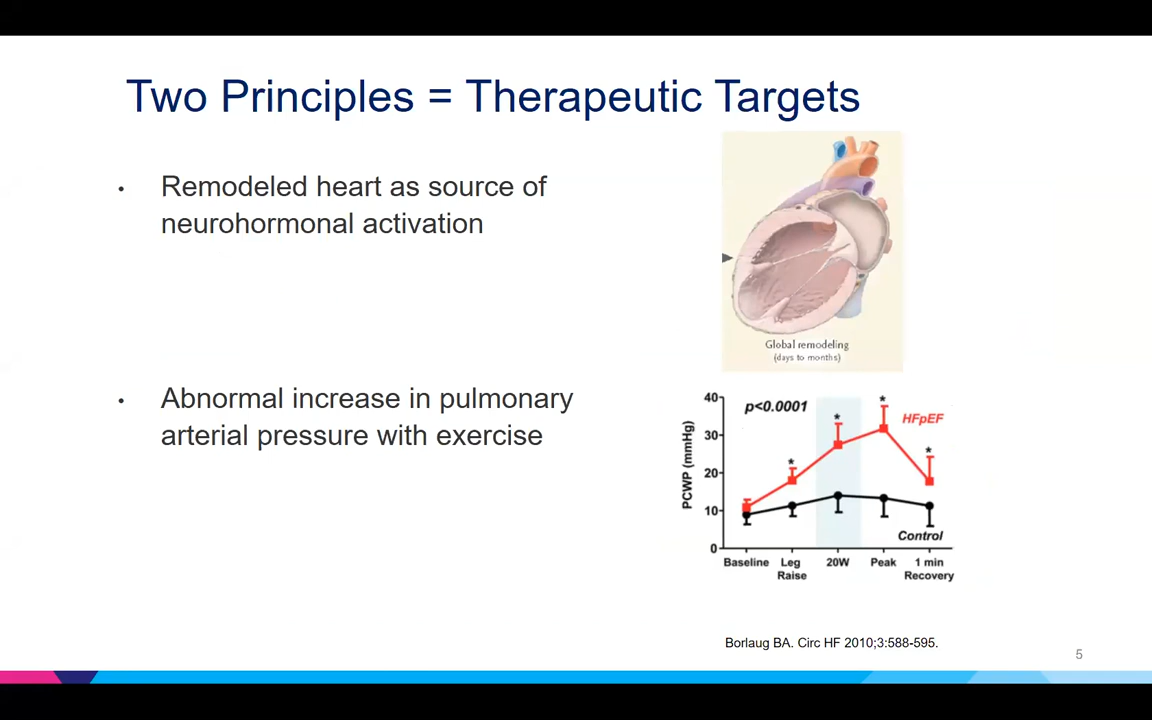 Two Principles = Therapeutic Targets
• Remodeled heart as source of
neurohormonal activation
Global remodeling
(days to months)
• Abnormal increase in pulmonary
arterial pressure with exercise
40
30
20
10
0
PCWP (mmHg)
p<0.0001
*
*
*
*
HFpEF
Control
Baseline
Leg
Raise
20W
Peak
1 min
Recovery
Borlaug BA. Circ HF 2010;3:588-595.
5